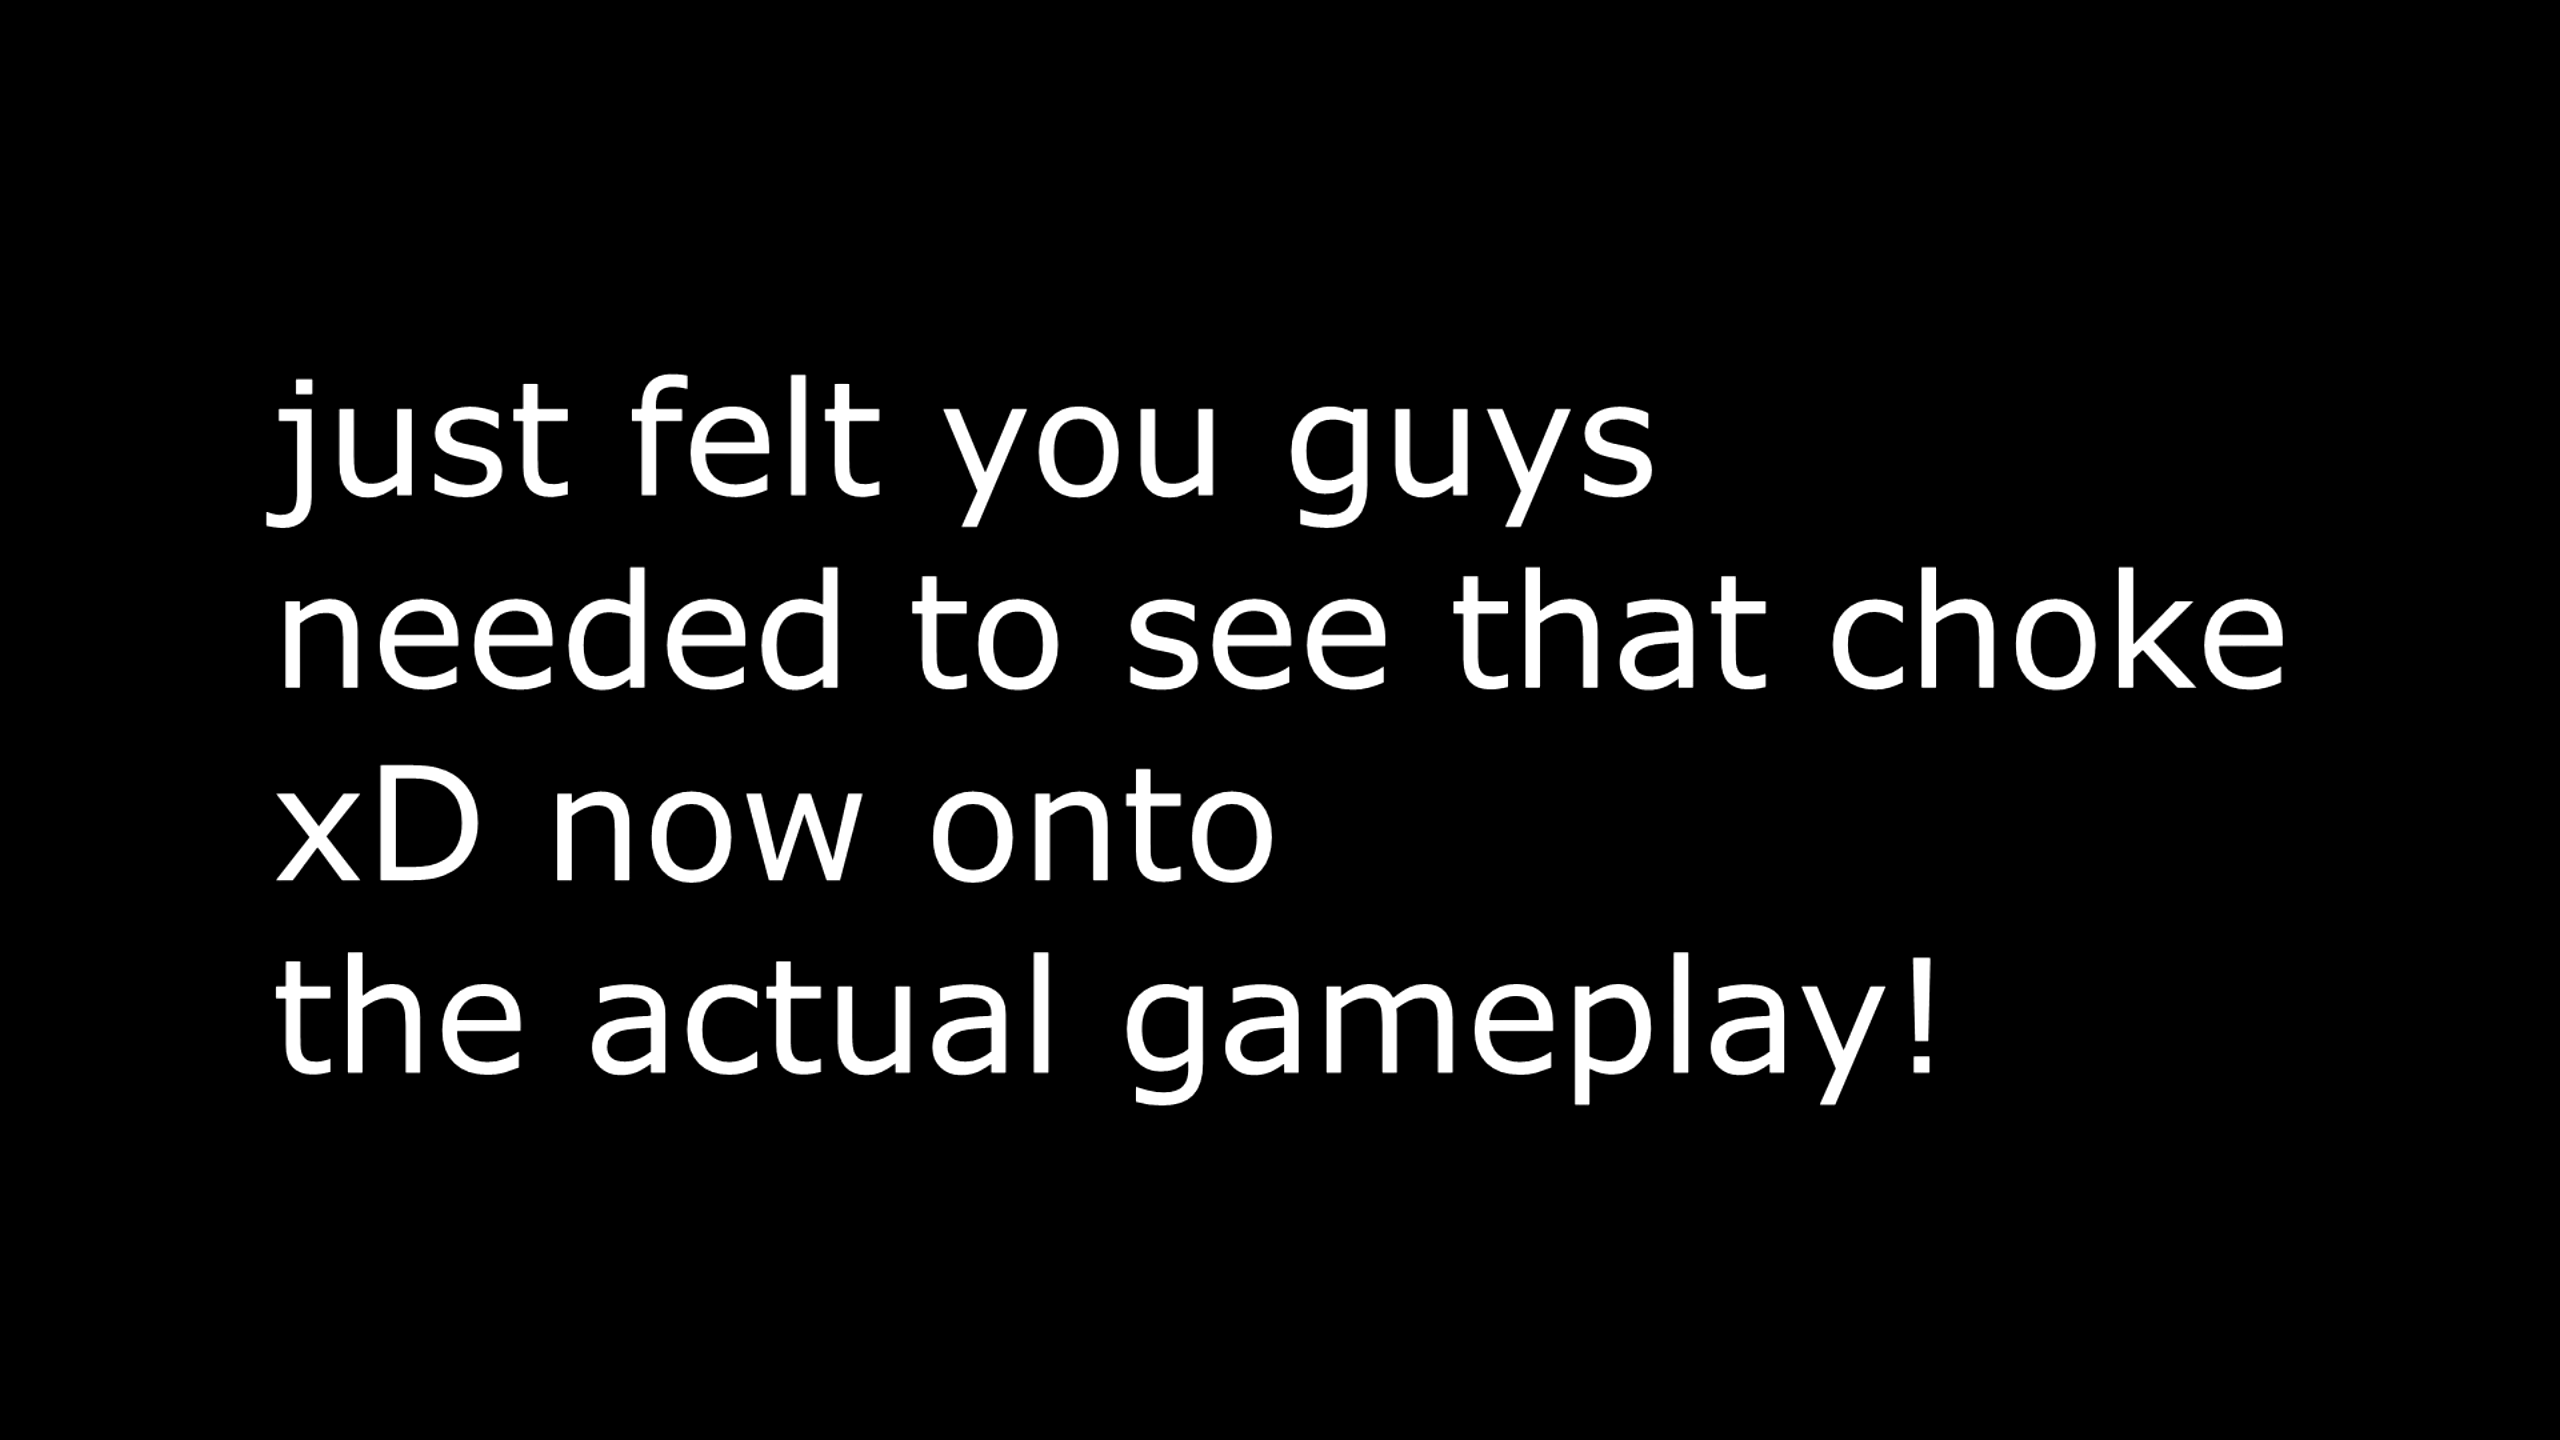 just felt you guys
needed to see that choke
xD now onto
the actual gameplay!